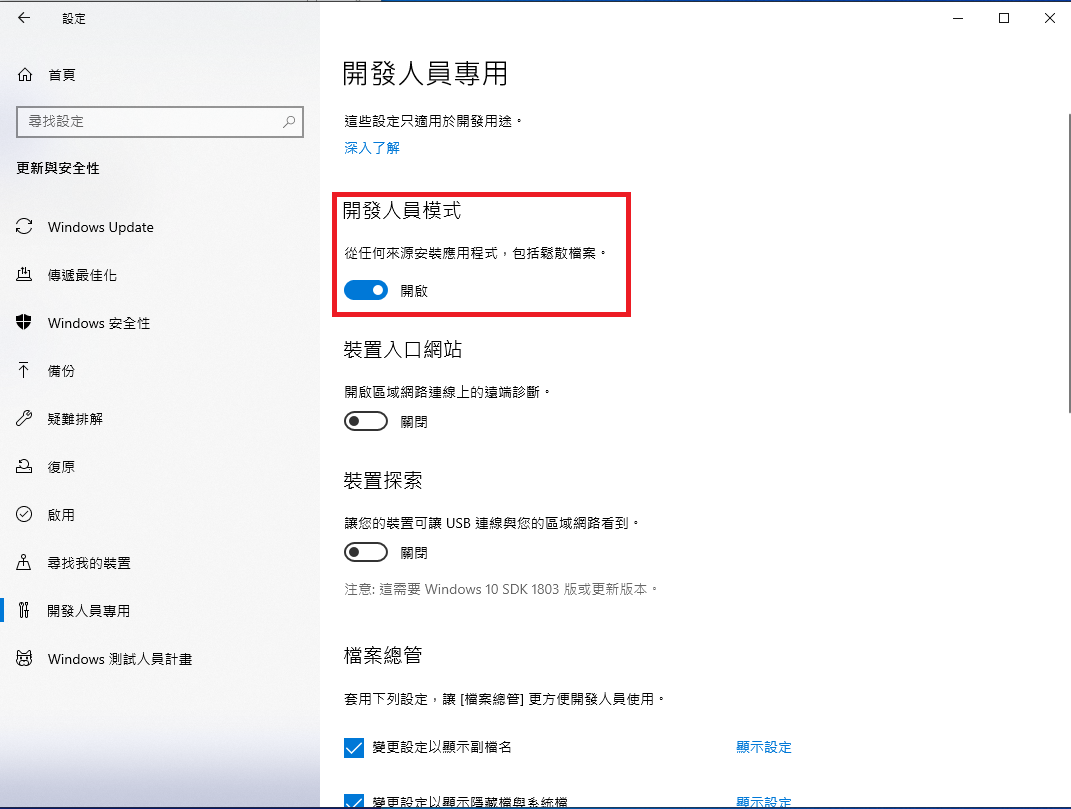 設定
首頁
尋找設定
更新與安全性
Windows Update
傳遞最佳化
Windows 安全性
備份
疑難排解
復原
啟用
尋找我的裝置
開發人員專用
Windows 測試人員計畫
開發人員專用
這些設定只適用於開發用途。
深入了解
開發人員模式
從任何來源安裝應用程式，包括鬆散檔案。
開啟
裝置入口網站
開啟區域網路連線上的遠端診斷。
關閉
裝置探索
讓您的裝置可讓 USB 連線與您的區域網路看到。
關閉
注意: 這需要 Windows 10 SDK 1803 版或更新版本。
檔案總管
套用下列設定，讓 [檔案總管] 更方便開發人員使用。
變更設定以顯示副檔名 顯示設定
變更設定以顯示隱藏檔與系統檔 顯示設定